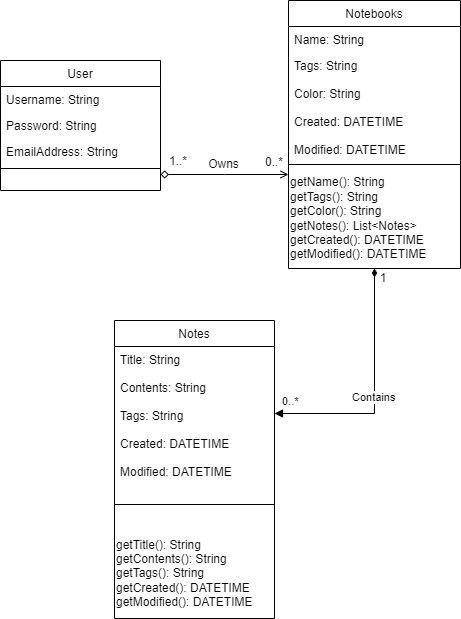 Notebooks
Name: String
Tags: String
Color: String
Created: DATETIME
Modified: DATETIME
getName(): String
getTags(): String
getColor(): String
getNotes(): List<Notes>
getCreated(): DATETIME
getModified(): DATETIME
User
Username: String
Password: String
EmailAddress: String
1..*
Owns
0..*
1
Contains
0..*
Notes
Title: String
Contents: String
Tags: String
Created: DATETIME
Modified: DATETIME
getTitle(): String
getContents(): String
getTags(): String
getCreated(): DATETIME
getModified(): DATETIME